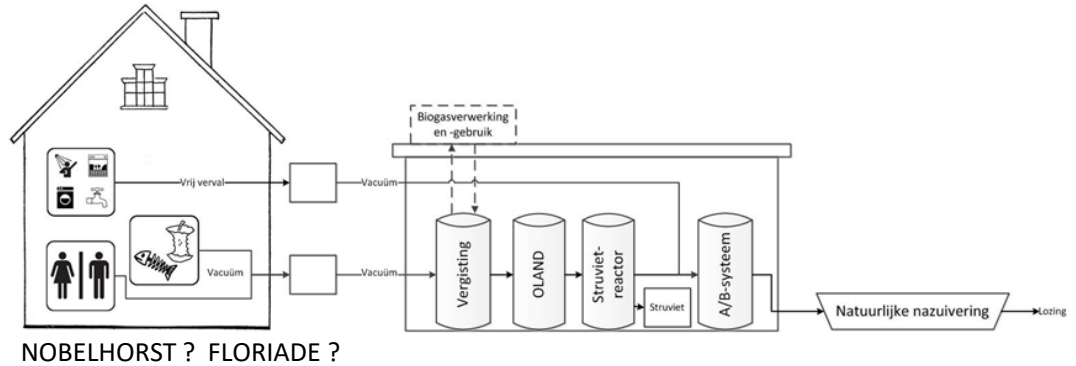 Biogasverwerking
en -gebruik
Vrij verval
Vacuüm
Vacuüm
Vacuüm
Vergisting
OLAND
Struviet-
reactor
Struviet
A/B-systeem
Natuurlijke nazuivering
Lozing
NOBELHORST ? FLORIADE ?